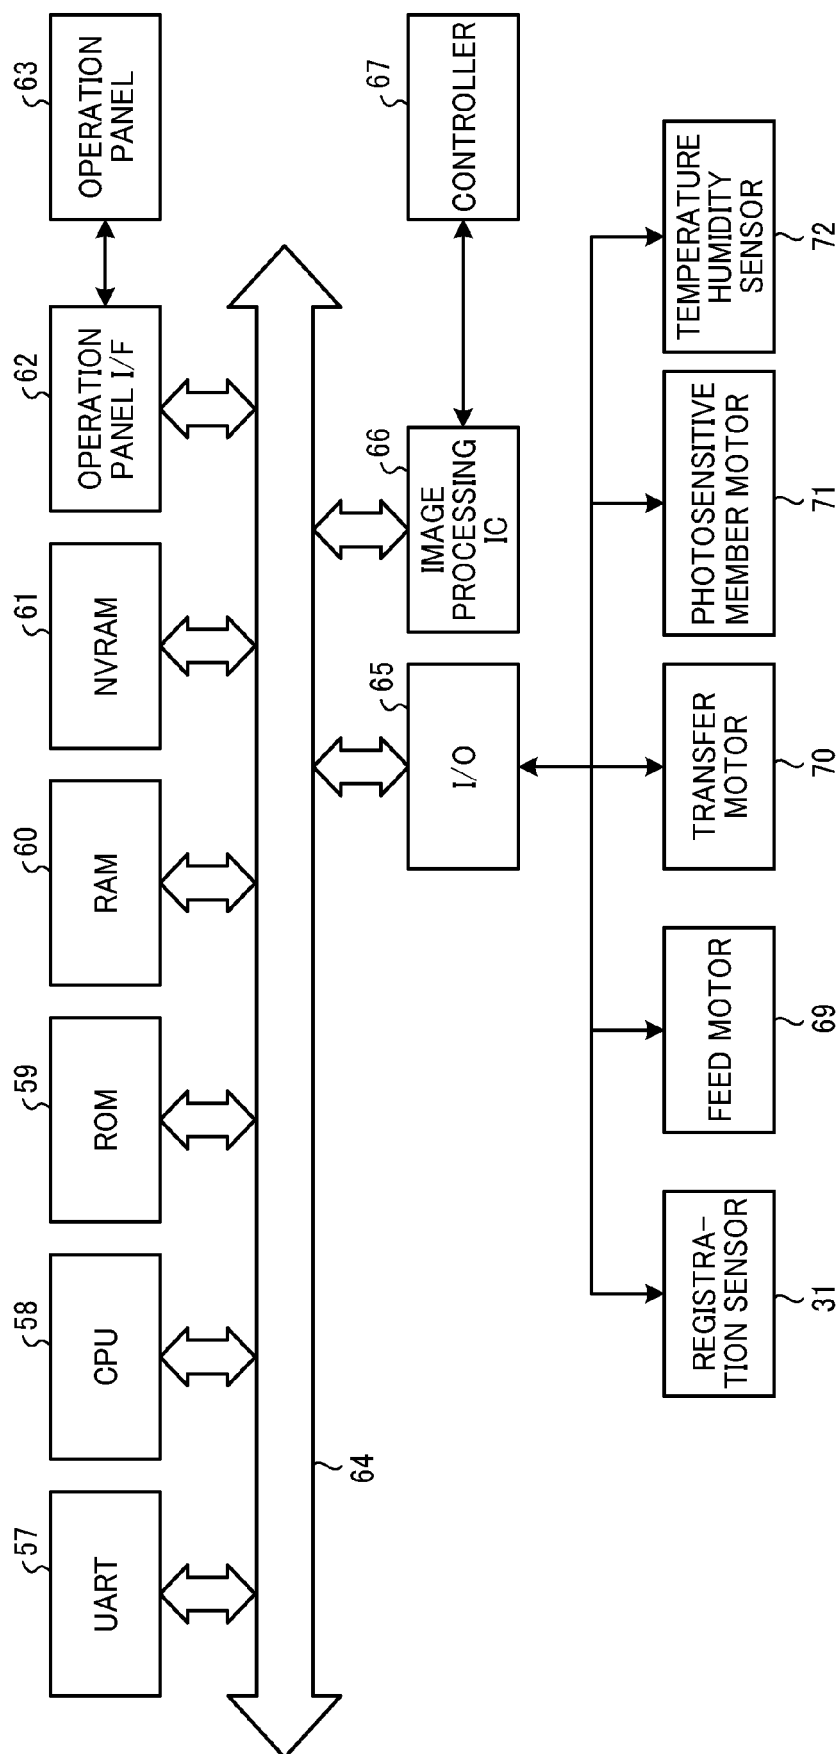 57
UART
58
CPU
59
ROM
60
RAM
61
NVRAM
62
OPERATION
PANEL I/F
63
OPERATION
PANEL
64
65
I/O
66
IMAGE
PROCESSING
IC
67
CONTROLLER
REGISTRA-
TION SENSOR
31
FEED MOTOR
69
TRANSFER
MOTOR
70
PHOTOSENSITIVE
MEMBER MOTOR
71
TEMPERATURE
HUMIDITY
SENSOR
72